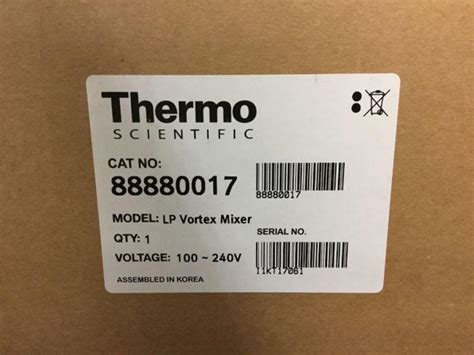 Thermo
SCIENTIFIC
CAT NO:
88880017
88880017
MODEL: LP Vortex Mixer
QTY: 1
SERIAL NO.
VOLTAGE: 100 ~ 240V
11KT17061
ASSEMBLED IN KOREA